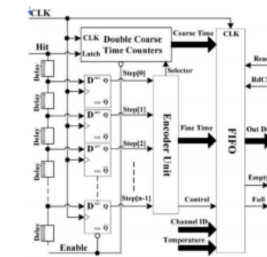 CLK
CLK Double Coarse Coarse Time CLK
Latch Time Counters
Hit
Selector
Delay D Q Step[0]
Delay D Q Step[1]
Delay D Q Step[2]
Delay D Q Step[n-1]
Encoder Unit
Fine Time
FIFO
RdCl
Out D
Empty
Full
Control
Channel ID
Temperature
Enable